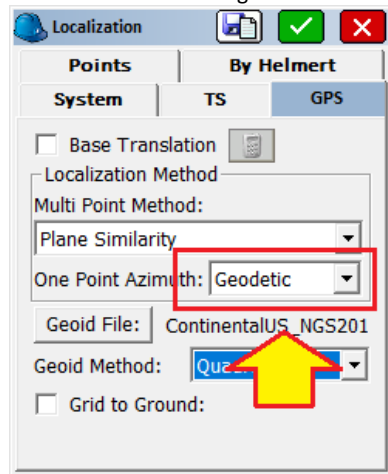 Localization
Points By Helmert
System TS GPS
Base Translation
Localization Method
Multi Point Method:
Plane Similarity
One Point Azimuth: Geodetic
Geoid File: ContinentalUS_NGS201
Geoid Method:
Grid to Ground: